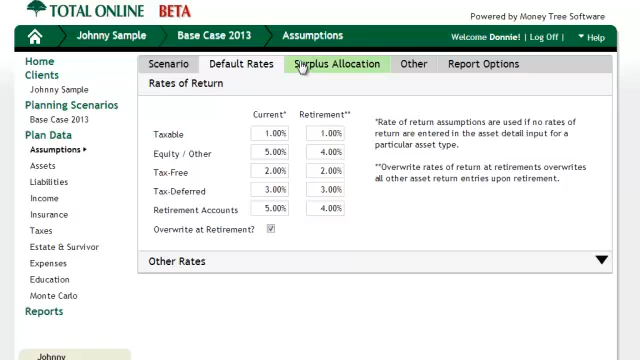 TOTAL ONLINE BETA
Powered by Money Tree Software
Johnny Sample Base Case 2013 Assumptions
Welcome Donnie! | Log Off | Help
Home
Clients
Johnny Sample
Planning Scenarios
Base Case 2013
Plan Data
Assumptions
Assets
Liabilities
Income
Insurance
Taxes
Estate & Survivor
Expenses
Education
Monte Carlo
Reports
Johnny
Scenario Default Rates Surplus Allocation Other Report Options
Rates of Return
Current* Retirement**
Taxable 1.00% 1.00%
Equity / Other 5.00% 4.00%
Tax-Free 2.00% 2.00%
Tax-Deferred 3.00% 3.00%
Retirement Accounts 5.00% 4.00%
Overwrite at Retirement?
*Rate of return assumptions are used if no rates of
return are entered in the asset detail input for a
particular asset type.
**Overwrite rates of return at retirements overwrites
all other asset return entries upon retirement.
Other Rates